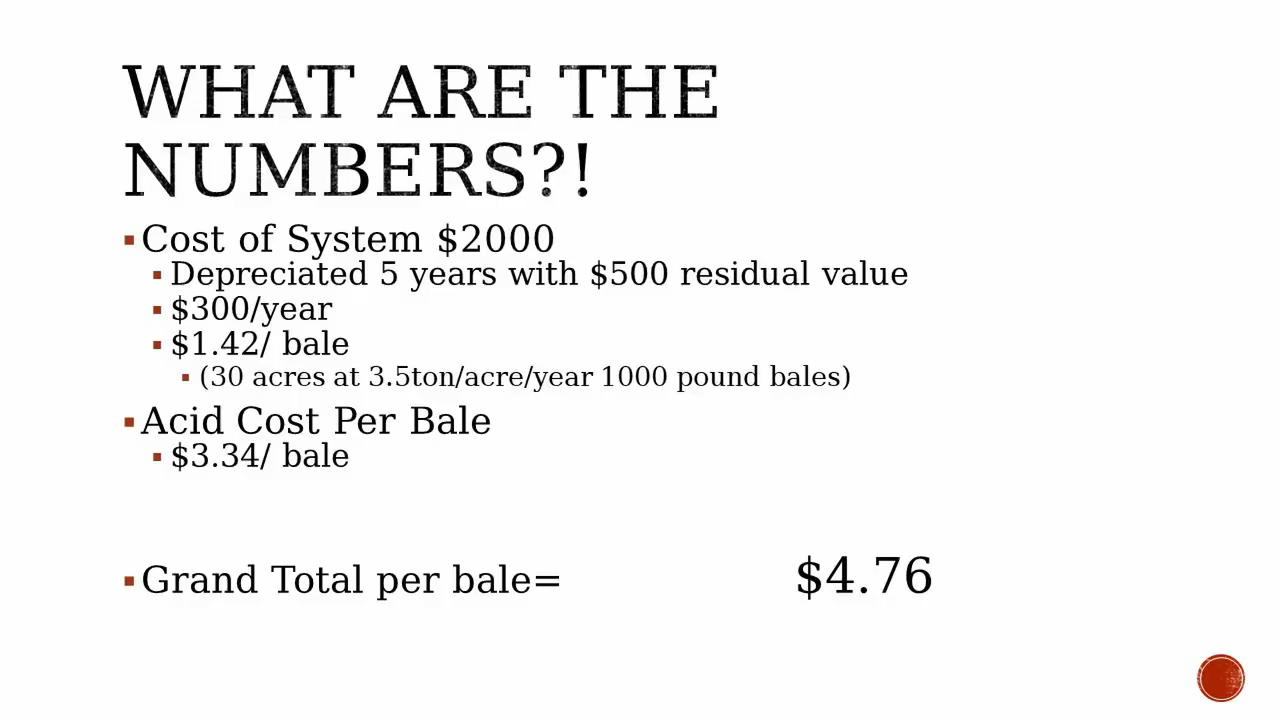 WHAT ARE THE
NUMBERS?!
▪Cost of System $2000
▪Depreciated 5 years with $500 residual value
▪$300/year
▪$1.42/ bale
▪(30 acres at 3.5ton/acre/year 1000 pound bales)
▪Acid Cost Per Bale
▪$3.34/ bale
▪Grand Total per bale= $4.76